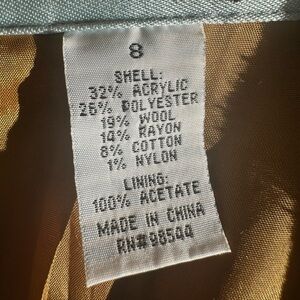 8
SHELL:
32% ACRYLIC
26% POLYESTER
19% WOOL
14% RAYON
8% COTTON
1% NYLON
LINING:
100% ACETATE
MADE IN CHINA
RN#98544